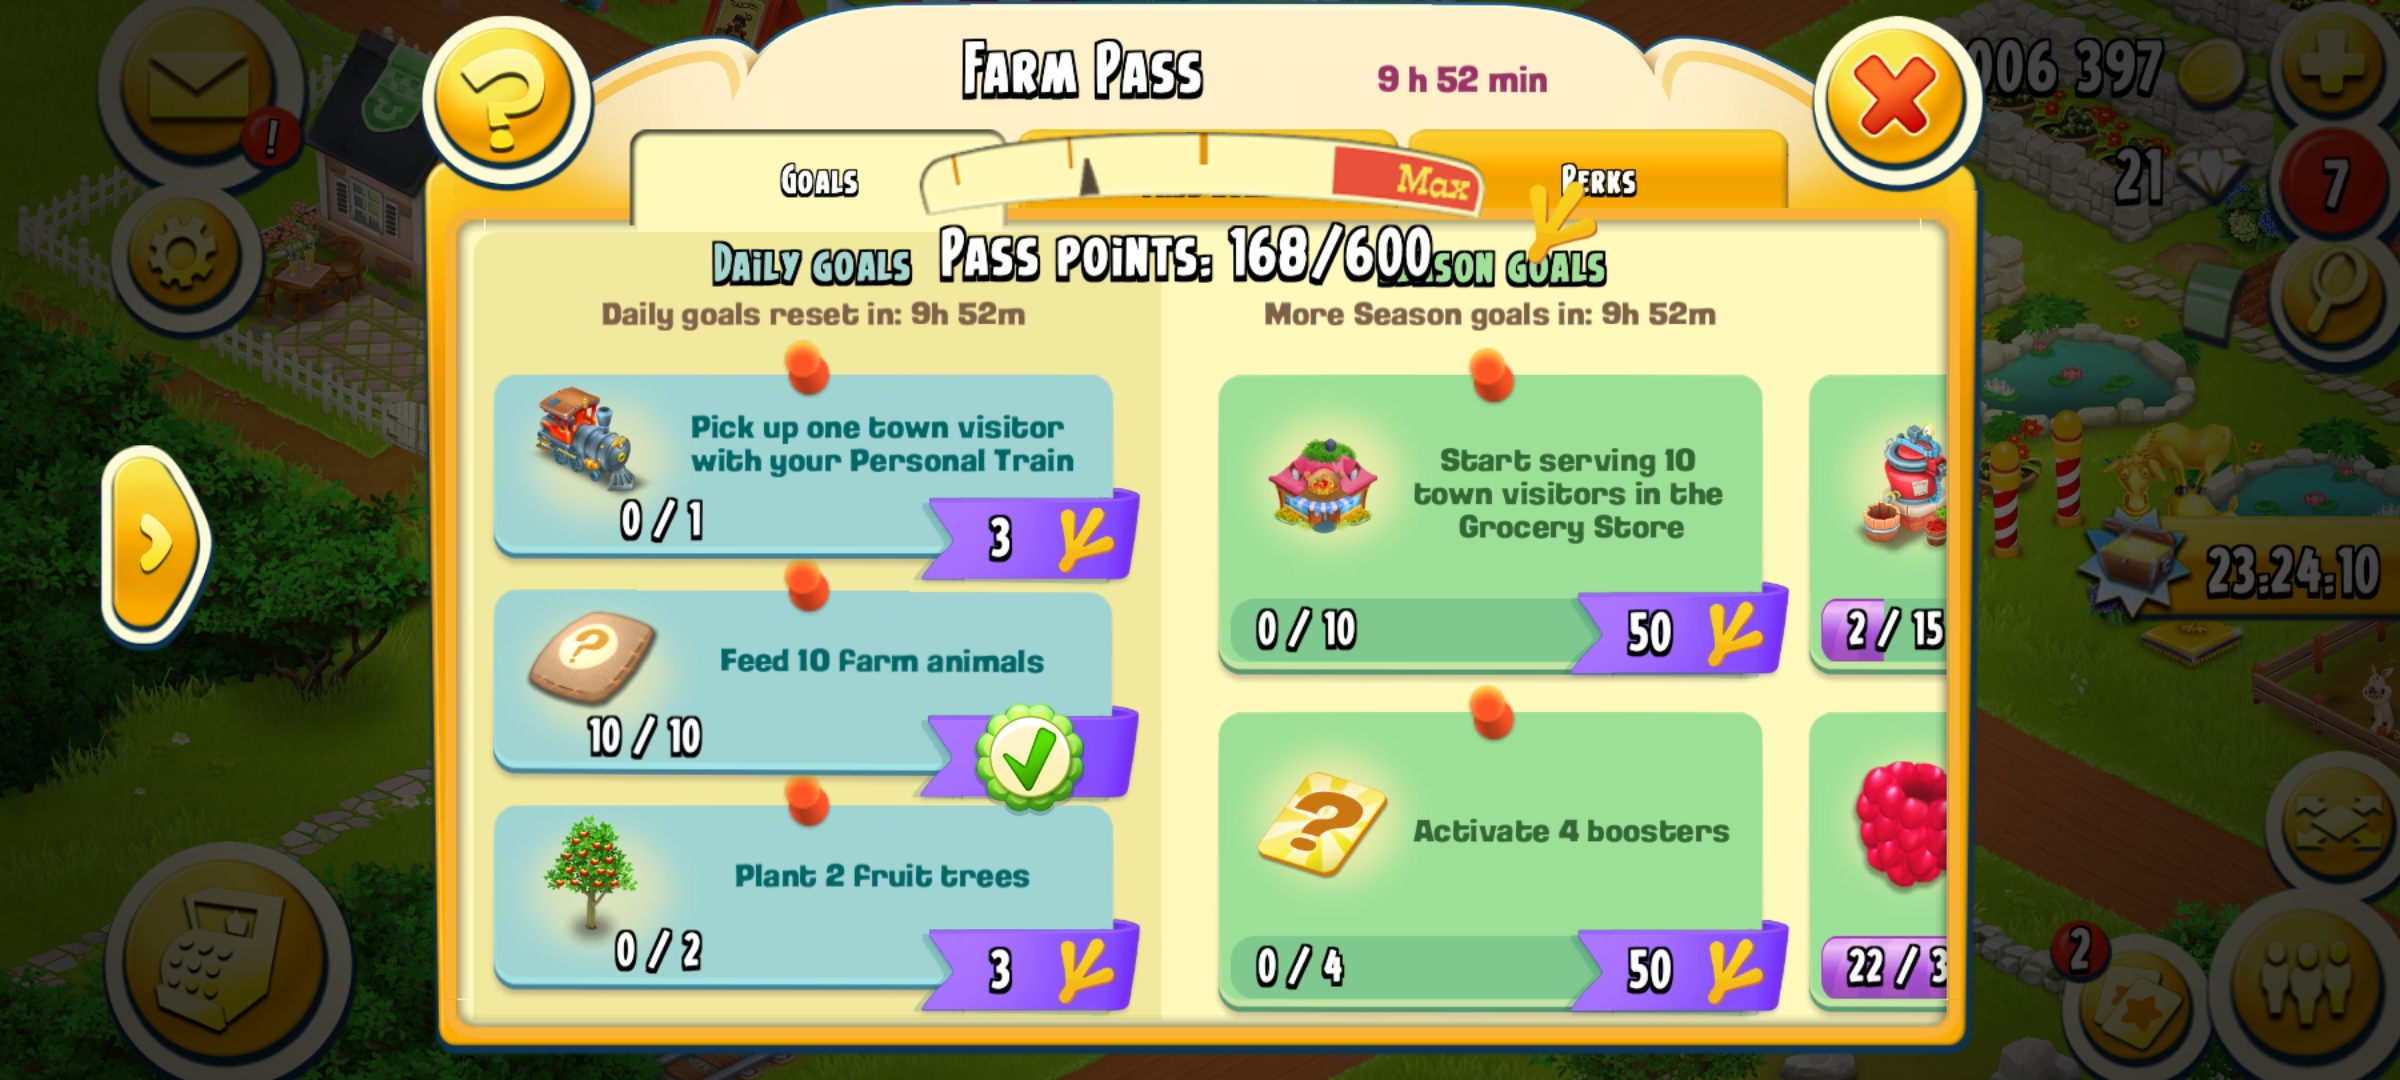 FARM PASS
9 h 52 min
006 397
!
GOALS
Max
PERKS
21
7
DAILY GOALS
PASS POINTS: 168/600
SON GOALS
Daily goals reset in: 9h 52m
More Season goals in: 9h 52m
Pick up one town visitor
with your Personal Train
0 / 1
3
Start serving 10
town visitors in the
Grocery Store
0 / 10
50
2 / 15
23:24:10
?
Feed 10 farm animals
10 / 10
Plant 2 fruit trees
0 / 2
3
?
Activate 4 boosters
0 / 4
50
22 / 3
2
?